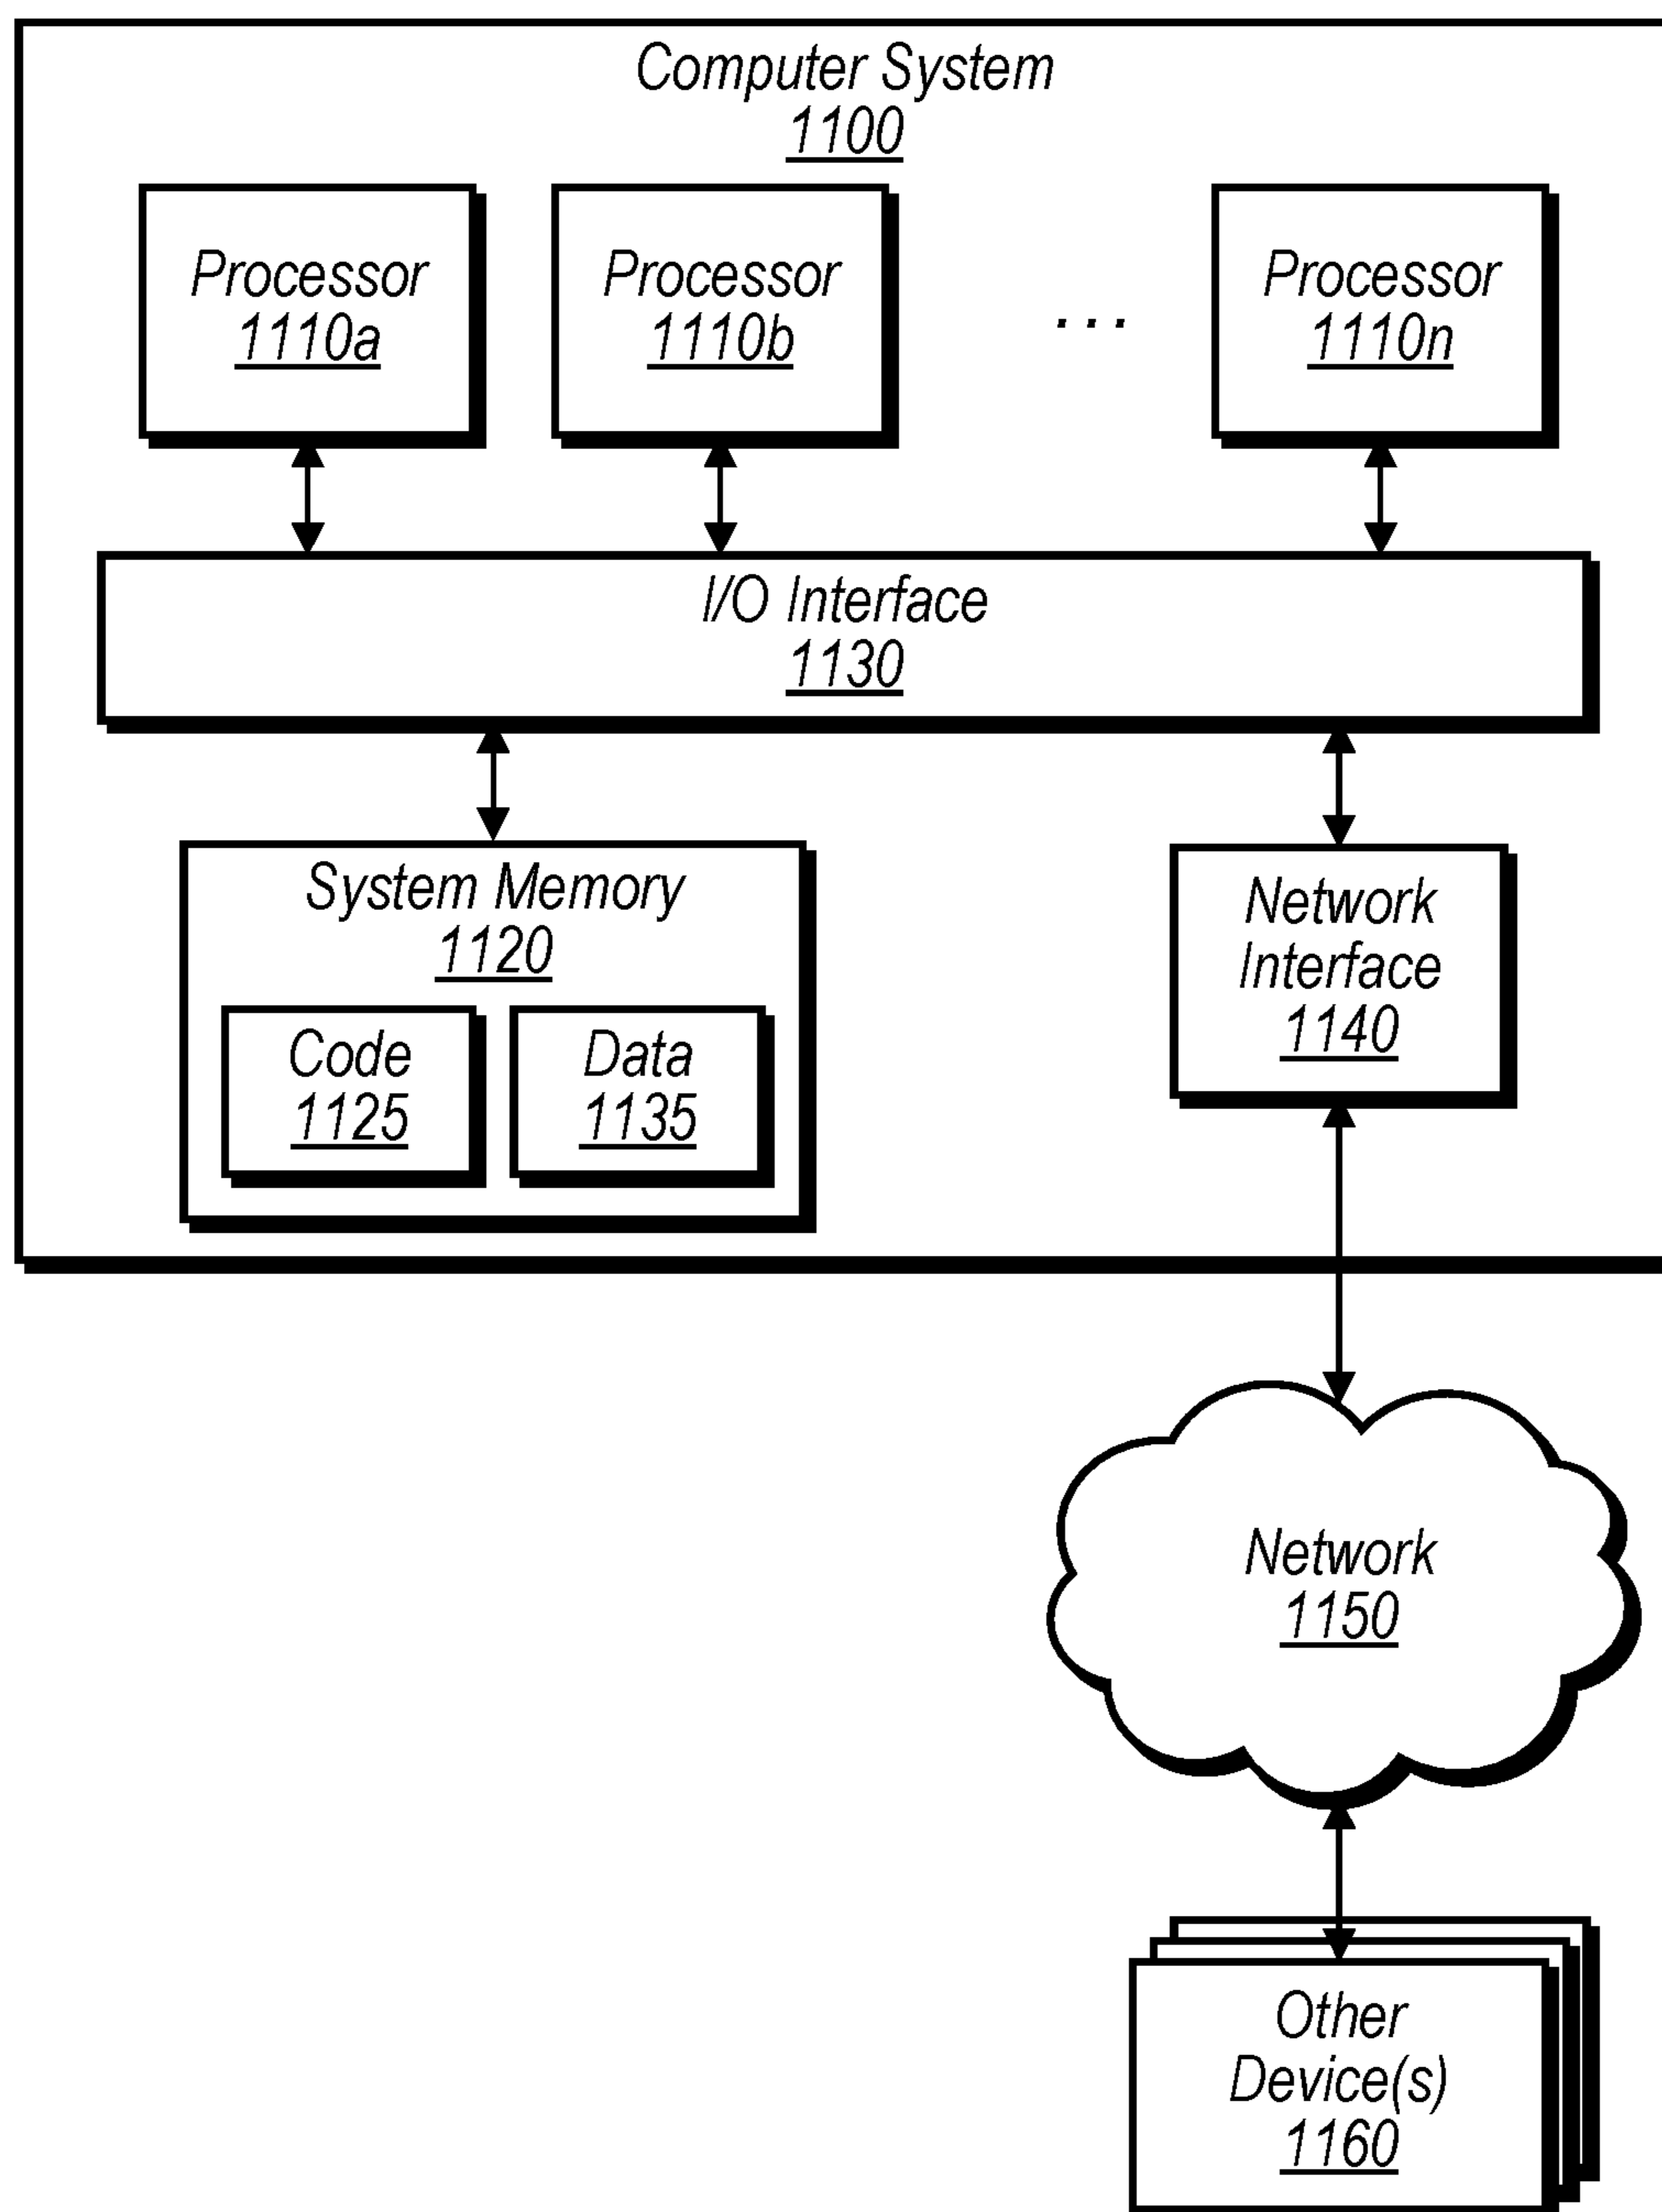 Computer System
1100
Processor
1110a
Processor
1110b
...
Processor
1110n
I/O Interface
1130
System Memory
1120
Code
1125
Data
1135
Network
Interface
1140
Network
1150
Other
Device(s)
1160